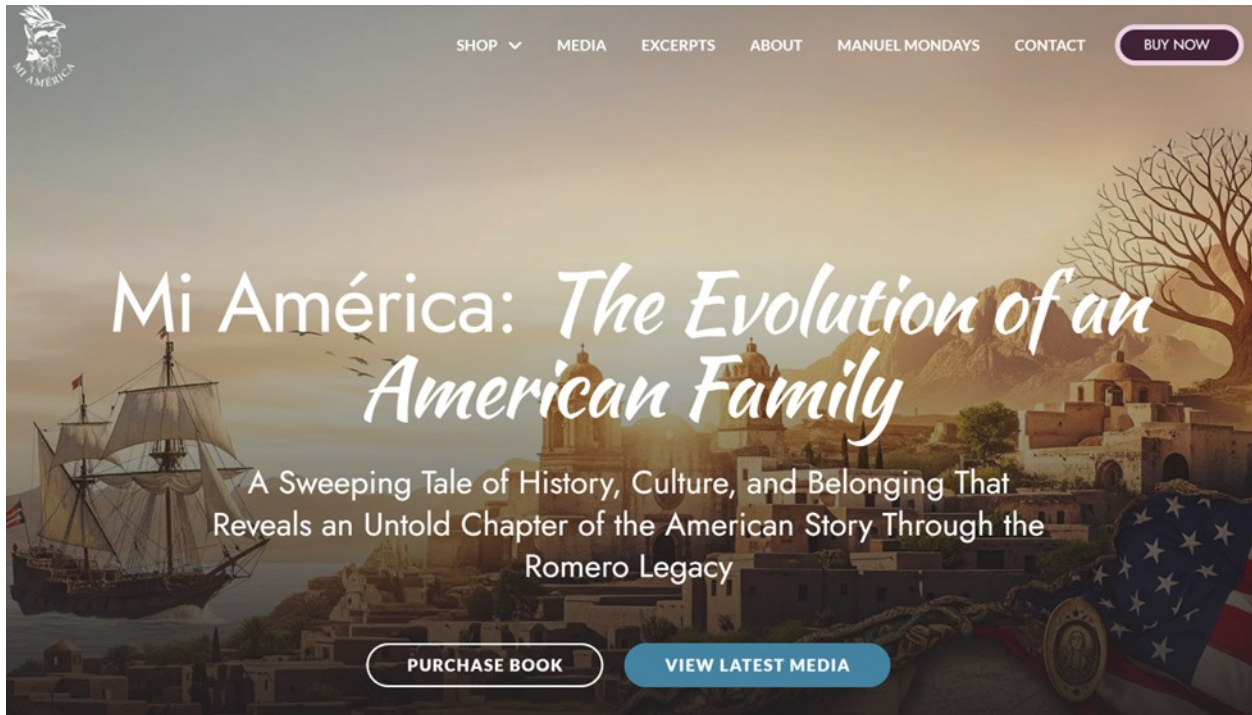 MI AMÉRICA
SHOP
MEDIA
EXCERPTS
ABOUT
MANUEL MONDAYS
CONTACT
BUY NOW
Mi América: The Evolution of an
American Family
A Sweeping Tale of History, Culture, and Belonging That
Reveals an Untold Chapter of the American Story Through the
Romero Legacy
PURCHASE BOOK
VIEW LATEST MEDIA